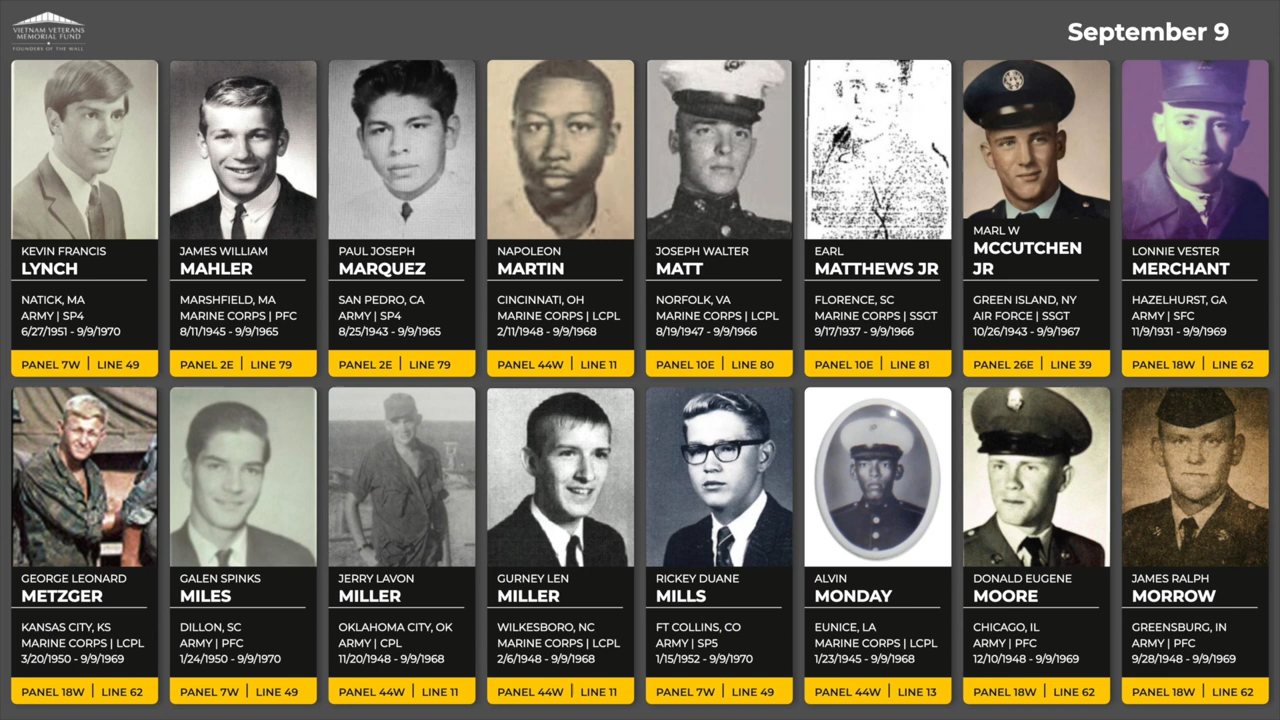 VIETNAM VETERANS
MEMORIAL FUND
FOUNDERS OF THE WALL
September 9
KEVIN FRANCIS
LYNCH
NATICK, MA
ARMY | SP4
6/27/1951 - 9/9/1970
PANEL 7W | LINE 49
JAMES WILLIAM
MAHLER
MARSHFIELD, MA
MARINE CORPS | PFC
8/11/1945 - 9/9/1965
PANEL 2E | LINE 79
PAUL JOSEPH
MARQUEZ
SAN PEDRO, CA
ARMY | SP4
8/25/1943 - 9/9/1965
PANEL 2E | LINE 79
NAPOLEON
MARTIN
CINCINNATI, OH
MARINE CORPS | LCPL
2/11/1948 - 9/9/1968
PANEL 44W | LINE 11
JOSEPH WALTER
MATT
NORFOLK, VA
MARINE CORPS | LCPL
8/19/1947 - 9/9/1966
PANEL 10E | LINE 80
EARL
MATTHEWS JR
FLORENCE, SC
MARINE CORPS | SSGT
9/17/1937 - 9/9/1966
PANEL 10E | LINE 81
MARL W
MCCUTCHEN
JR
GREEN ISLAND, NY
AIR FORCE | SSGT
10/26/1943 - 9/9/1967
PANEL 26E | LINE 39
LONNIE VESTER
MERCHANT
HAZELHURST, GA
ARMY | SFC
11/9/1931 - 9/9/1969
PANEL 18W | LINE 62
GEORGE LEONARD
METZGER
KANSAS CITY, KS
MARINE CORPS | LCPL
3/20/1950 - 9/9/1969
PANEL 18W | LINE 62
GALEN SPINKS
MILES
DILLON, SC
ARMY | PFC
1/24/1950 - 9/9/1970
PANEL 7W | LINE 49
JERRY LAVON
MILLER
OKLAHOMA CITY, OK
ARMY | CPL
11/20/1948 - 9/9/1968
PANEL 44W | LINE 11
GURNEY LEN
MILLER
WILKESBORO, NC
MARINE CORPS | LCPL
2/6/1948 - 9/9/1968
PANEL 44W | LINE 11
RICKEY DUANE
MILLS
FT COLLINS, CO
ARMY | SP5
1/15/1952 - 9/9/1970
PANEL 7W | LINE 49
ALVIN
MONDAY
EUNICE, LA
MARINE CORPS | LCPL
1/23/1945 - 9/9/1968
PANEL 44W | LINE 13
DONALD EUGENE
MOORE
CHICAGO, IL
ARMY | PFC
12/10/1948 - 9/9/1969
PANEL 18W | LINE 62
JAMES RALPH
MORROW
GREENSBURG, IN
ARMY | PFC
9/28/1948 - 9/9/1969
PANEL 18W | LINE 62